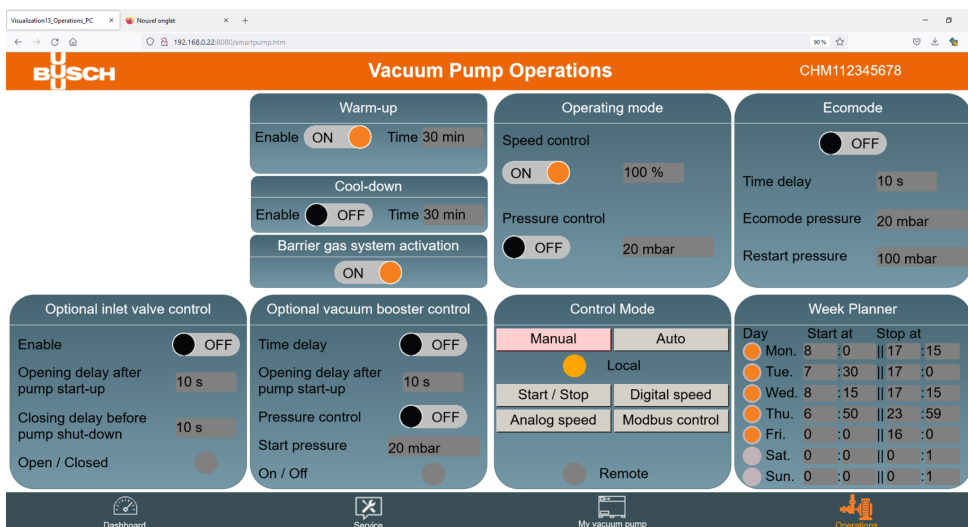 Visualization13_Operations_PC × Nouvel onglet × +
192.168.0.22:8080/smartpump.htm 90 %
BUSCH Vacuum Pump Operations CHM112345678
Warm-up
Enable ON Time 30 min
Cool-down
Enable OFF Time 30 min
Barrier gas system activation
ON
Operating mode
Speed control
ON 100 %
Pressure control
OFF 20 mbar
Ecomode
OFF
Time delay 10 s
Ecomode pressure 20 mbar
Restart pressure 100 mbar
Optional inlet valve control
Enable OFF
Opening delay after
pump start-up 10 s
Closing delay before
pump shut-down 10 s
Open / Closed
Optional vacuum booster control
Time delay OFF
Opening delay after
pump start-up 10 s
Pressure control OFF
Start pressure 20 mbar
On / Off
Control Mode
Manual Auto
Local
Start / Stop Digital speed
Analog speed Modbus control
Remote
Week Planner
Day Start at Stop at
Mon. 8 :0 || 17 :15
Tue. 7 :30 || 17 :0
Wed. 8 :15 || 17 :15
Thu. 6 :50 || 23 :59
Fri. 0 :0 || 16 :0
Sat. 0 :0 || 0 :1
Sun. 0 :0 || 0 :1
Dashboard Service My vacuum pump Operations